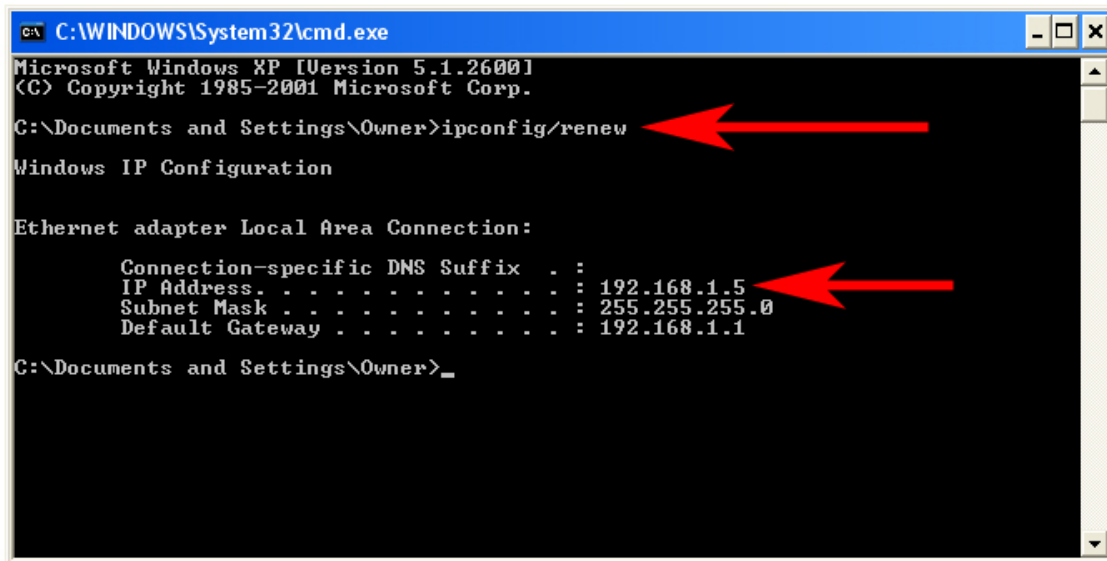 C:\WINDOWS\System32\cmd.exe
Microsoft Windows XP [Version 5.1.2600]
(C) Copyright 1985-2001 Microsoft Corp.
C:\Documents and Settings\Owner>ipconfig/renew
Windows IP Configuration
Ethernet adapter Local Area Connection:
Connection-specific DNS Suffix  . :
IP Address. . . . . . . . . . . . : 192.168.1.5
Subnet Mask . . . . . . . . . . . : 255.255.255.0
Default Gateway . . . . . . . . . : 192.168.1.1
C:\Documents and Settings\Owner>_